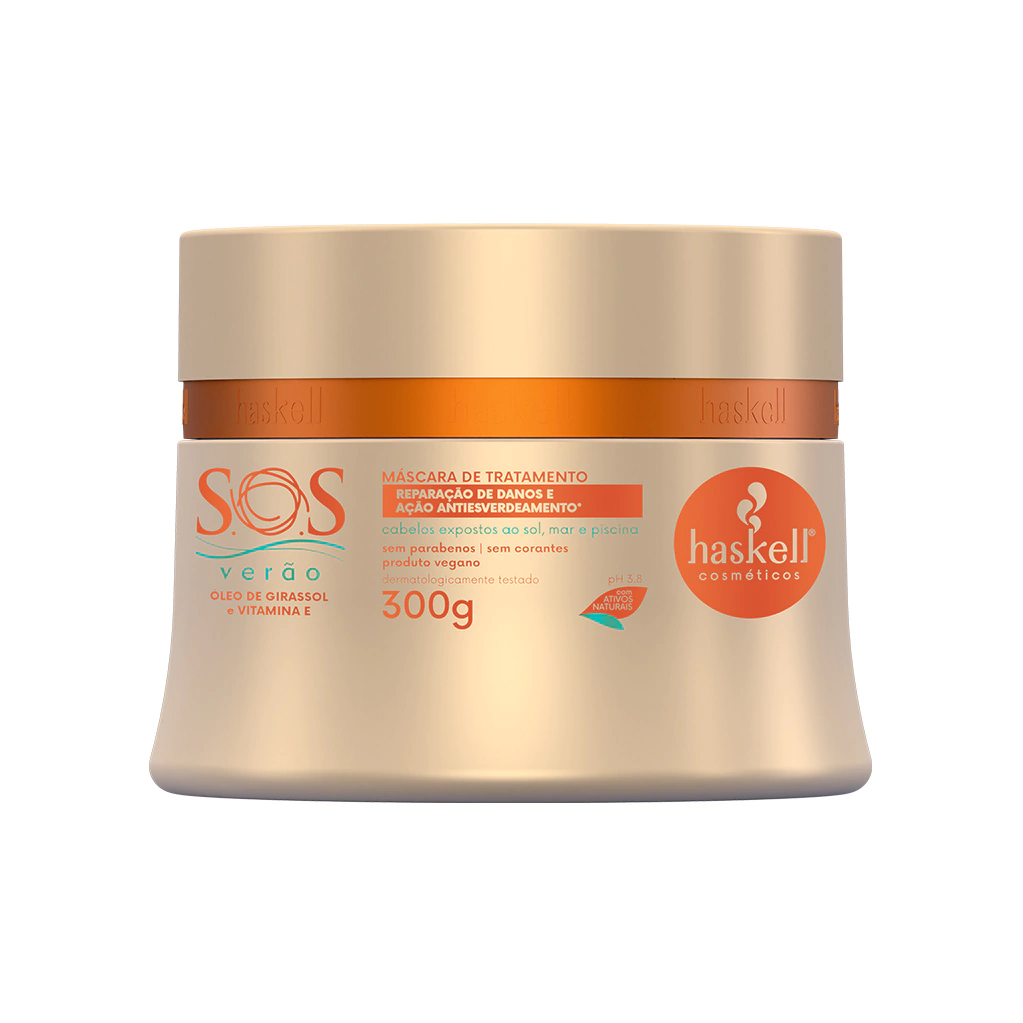 haskell haskell haskell
S.O.S
verão
ÓLEO DE GIRASSOL
e VITAMINA E
MÁSCARA DE TRATAMENTO
REPARAÇÃO DE DANOS E
AÇÃO ANTIESVERDEAMENTO*
cabelos expostos ao sol, mar e piscina
sem parabenos | sem corantes
produto vegano
dermatologicamente testado
300g
pH 3.8
com
ATIVOS
NATURAIS
haskell®
cosméticos